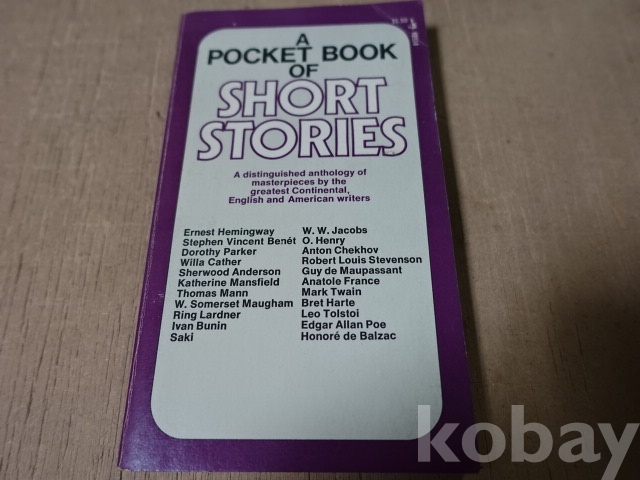 A
POCKET BOOK
OF
SHORT
STORIES
A distinguished anthology of
masterpieces by the
greatest Continental,
English and American writers
Ernest Hemingway
Stephen Vincent Benét
Dorothy Parker
Willa Cather
Sherwood Anderson
Katherine Mansfield
Thomas Mann
W. Somerset Maugham
Ring Lardner
Ivan Bunin
Saki
W. W. Jacobs
O. Henry
Anton Chekhov
Robert Louis Stevenson
Guy de Maupassant
Anatole France
Mark Twain
Bret Harte
Leo Tolstoi
Edgar Allan Poe
Honoré de Balzac
kobay